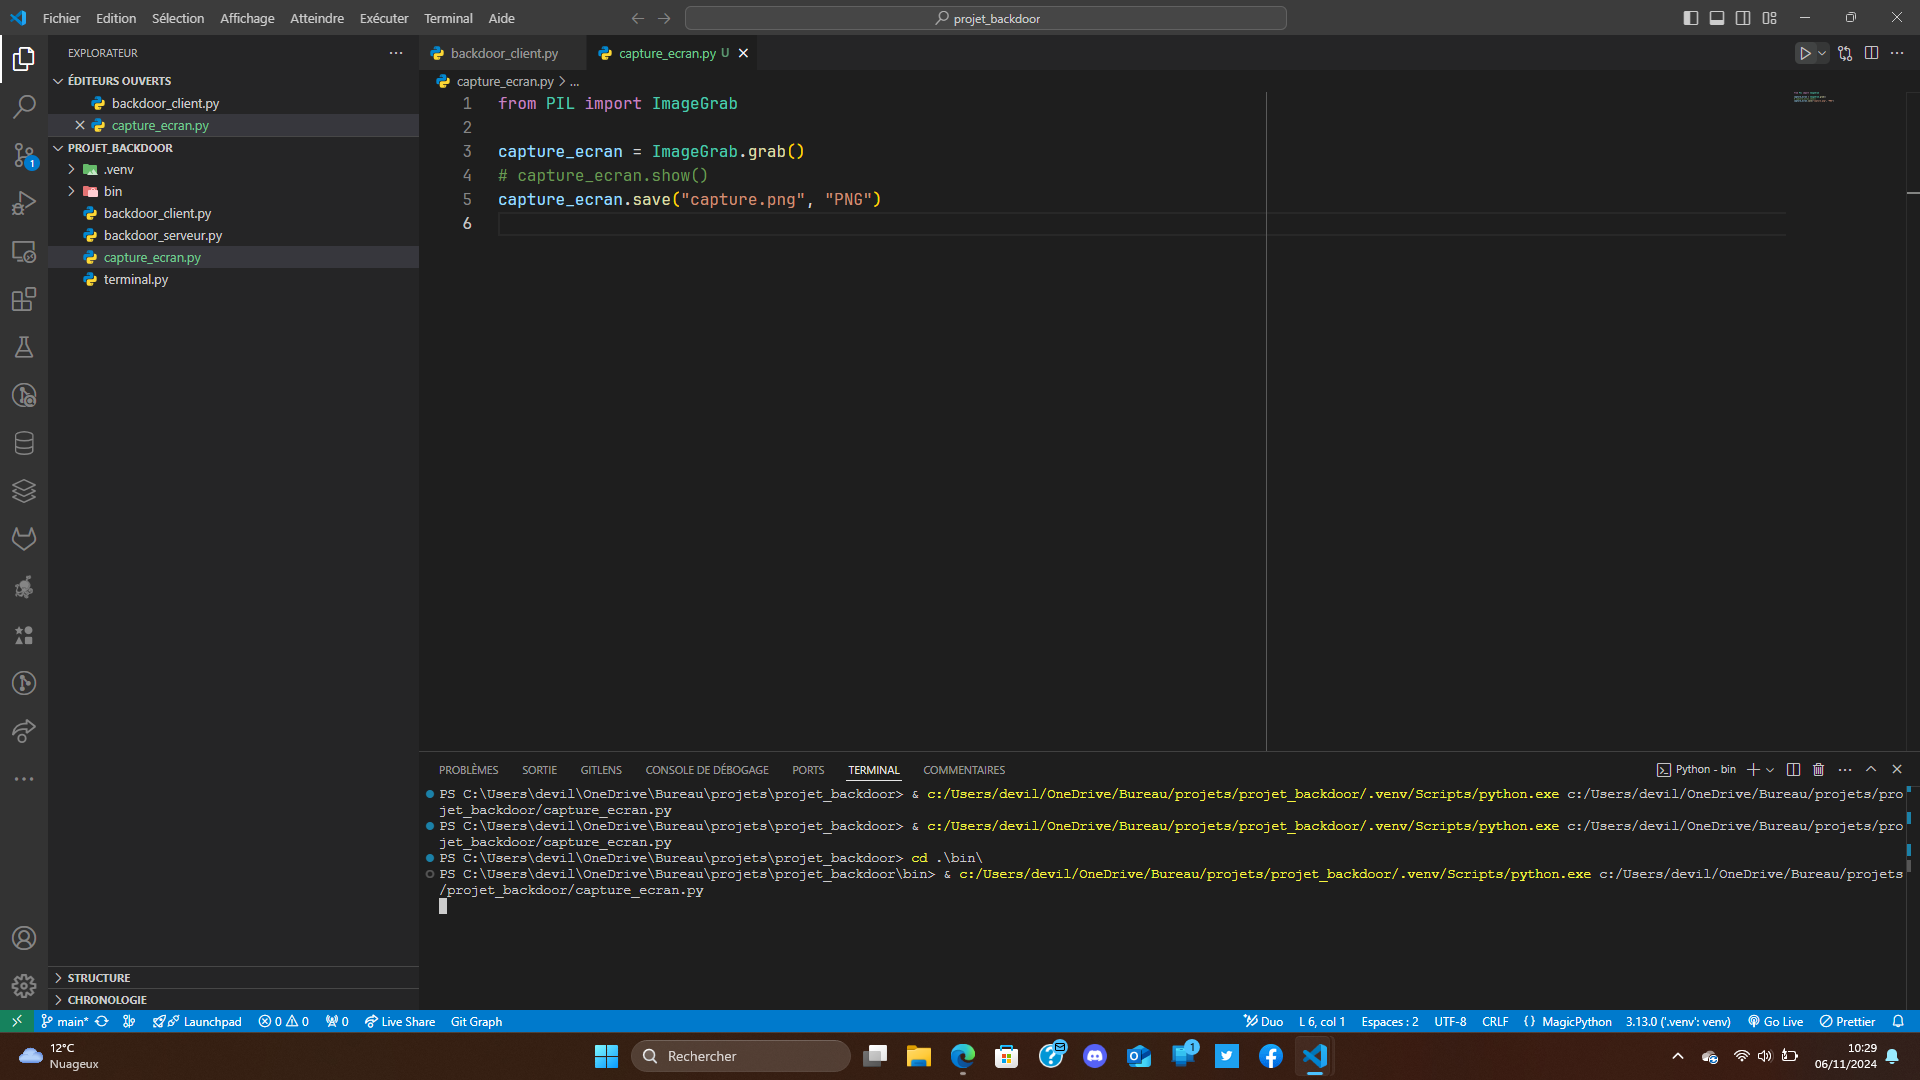 Fichier Edition Sélection Affichage Atteindre Exécuter Terminal Aide
projet_backdoor
EXPLORATEUR
ÉDITEURS OUVERTS
backdoor_client.py
capture_ecran.py
PROJET_BACKDOOR
.venv
bin
backdoor_client.py
backdoor_serveur.py
capture_ecran.py
terminal.py
STRUCTURE
CHRONOLOGIE
1
backdoor_client.py capture_ecran.py U
capture_ecran.py > ...
1 from PIL import ImageGrab
2
3 capture_ecran = ImageGrab.grab()
4 # capture_ecran.show()
5 capture_ecran.save("capture.png", "PNG")
6
PROBLÈMES SORTIE GITLENS CONSOLE DE DÉBOGAGE PORTS TERMINAL COMMENTAIRES
Python - bin
PS C:\Users\devil\OneDrive\Bureau\projets\projet_backdoor> & c:/Users/devil/OneDrive/Bureau/projets/projet_backdoor/.venv/Scripts/python.exe c:/Users/devil/OneDrive/Bureau/projets/pro
jet_backdoor/capture_ecran.py
PS C:\Users\devil\OneDrive\Bureau\projets\projet_backdoor> & c:/Users/devil/OneDrive/Bureau/projets/projet_backdoor/.venv/Scripts/python.exe c:/Users/devil/OneDrive/Bureau/projets/pro
jet_backdoor/capture_ecran.py
PS C:\Users\devil\OneDrive\Bureau\projets\projet_backdoor> cd .\bin\
PS C:\Users\devil\OneDrive\Bureau\projets\projet_backdoor\bin> & c:/Users/devil/OneDrive/Bureau/projets/projet_backdoor/.venv/Scripts/python.exe c:/Users/devil/OneDrive/Bureau/projets
/projet_backdoor/capture_ecran.py
main* Launchpad 0 0 0 Live Share Git Graph
Duo L 6, col 1 Espaces : 2 UTF-8 CRLF {} MagicPython 3.13.0 ('.venv': venv) Go Live Prettier
12°C
Nuageux
Rechercher
1
10:29
06/11/2024